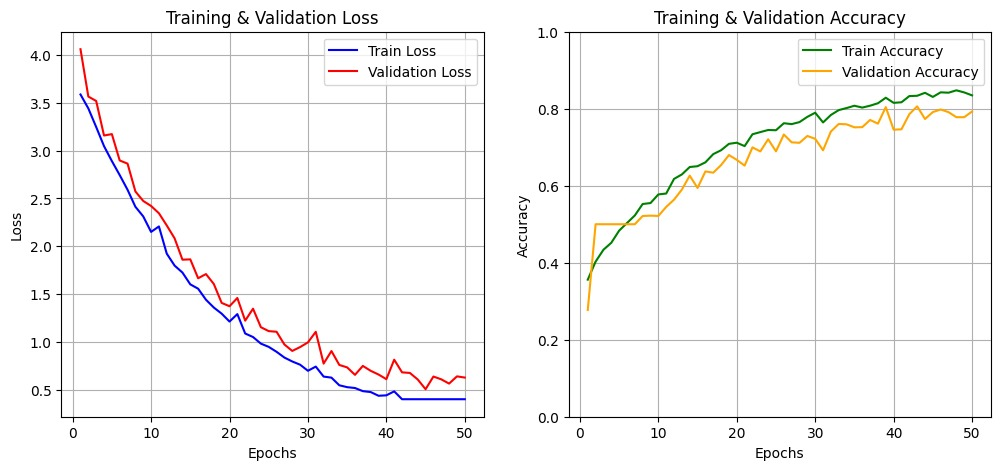 Training & Validation Loss
Train Loss
Validation Loss
4.0
3.5
3.0
2.5
2.0
1.5
1.0
0.5
Loss
0 10 20 30 40 50
Epochs
Training & Validation Accuracy
Train Accuracy
Validation Accuracy
1.0
0.8
0.6
0.4
0.2
0.0
Accuracy
0 10 20 30 40 50
Epochs